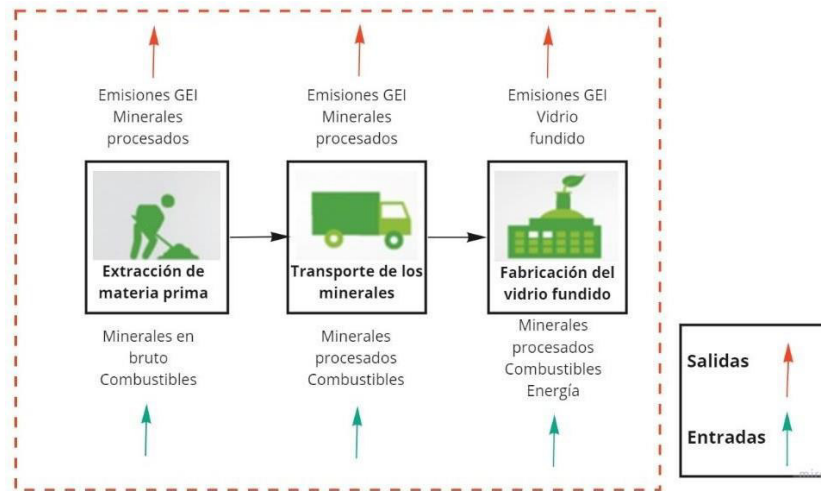 Emisiones GEI
Minerales
procesados
Emisiones GEI
Minerales
procesados
Emisiones GEI
Vidrio
fundido
Extracción de
materia prima
Transporte de los
minerales
Fabricación del
vidrio fundido
Minerales en
bruto
Combustibles
Minerales
procesados
Combustibles
Minerales
procesados
Combustibles
Energía
Salidas
Entradas